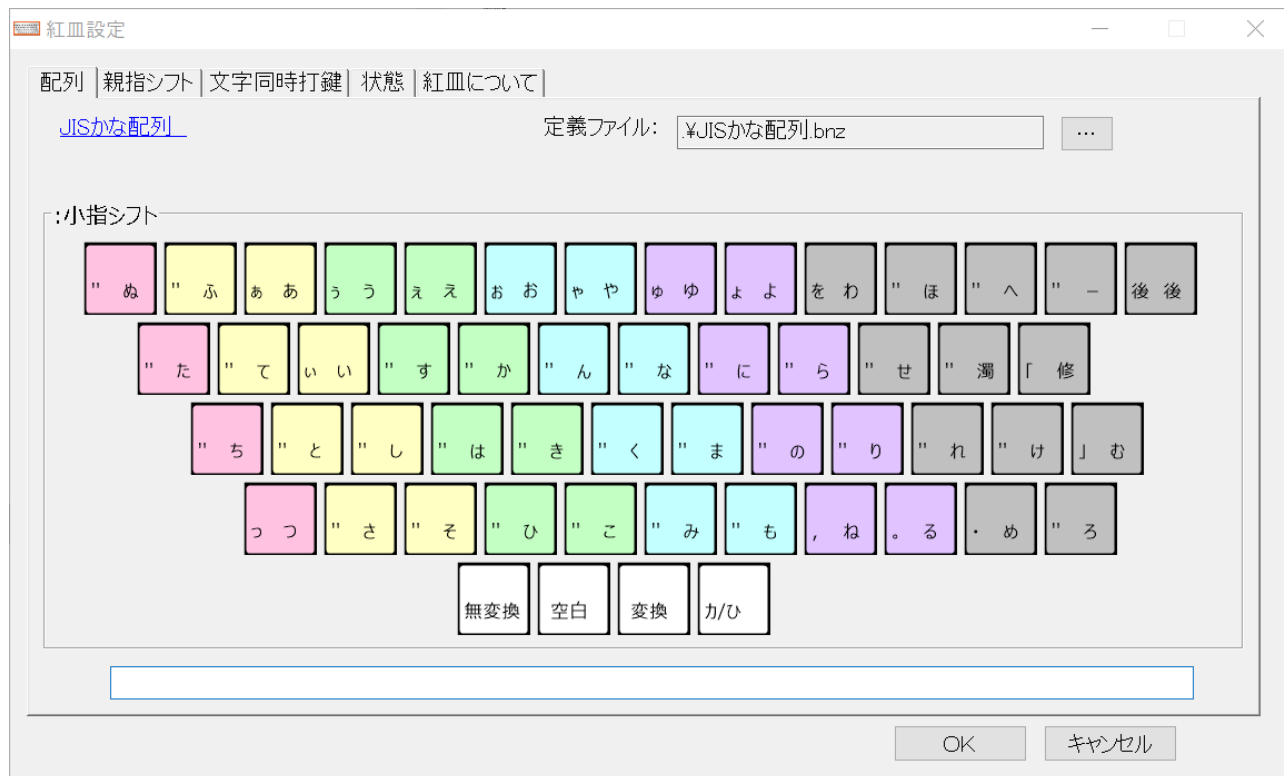 紅皿設定
配列 親指シフト 文字同時打鍵 状態 紅皿について
JISかな配列 定義ファイル: .¥JISかな配列.bnz ...
:小指シフト
" ぬ " ふ ぁ あ ぅ う ぇ え ぉ お ゃ や ゅ ゆ ょ よ を わ " ほ " へ " ー 後 後
" た " て ぃ い " す " か " ん " な " に " ら " せ " 濁 「 修
" ち " と " し " は " き " く " ま " の " り " れ " け 」 む
っ つ " さ " そ " ひ " こ " み " も , ね 。 る ・ め " ろ
無変換 空白 変換 カ/ひ
OK キャンセル